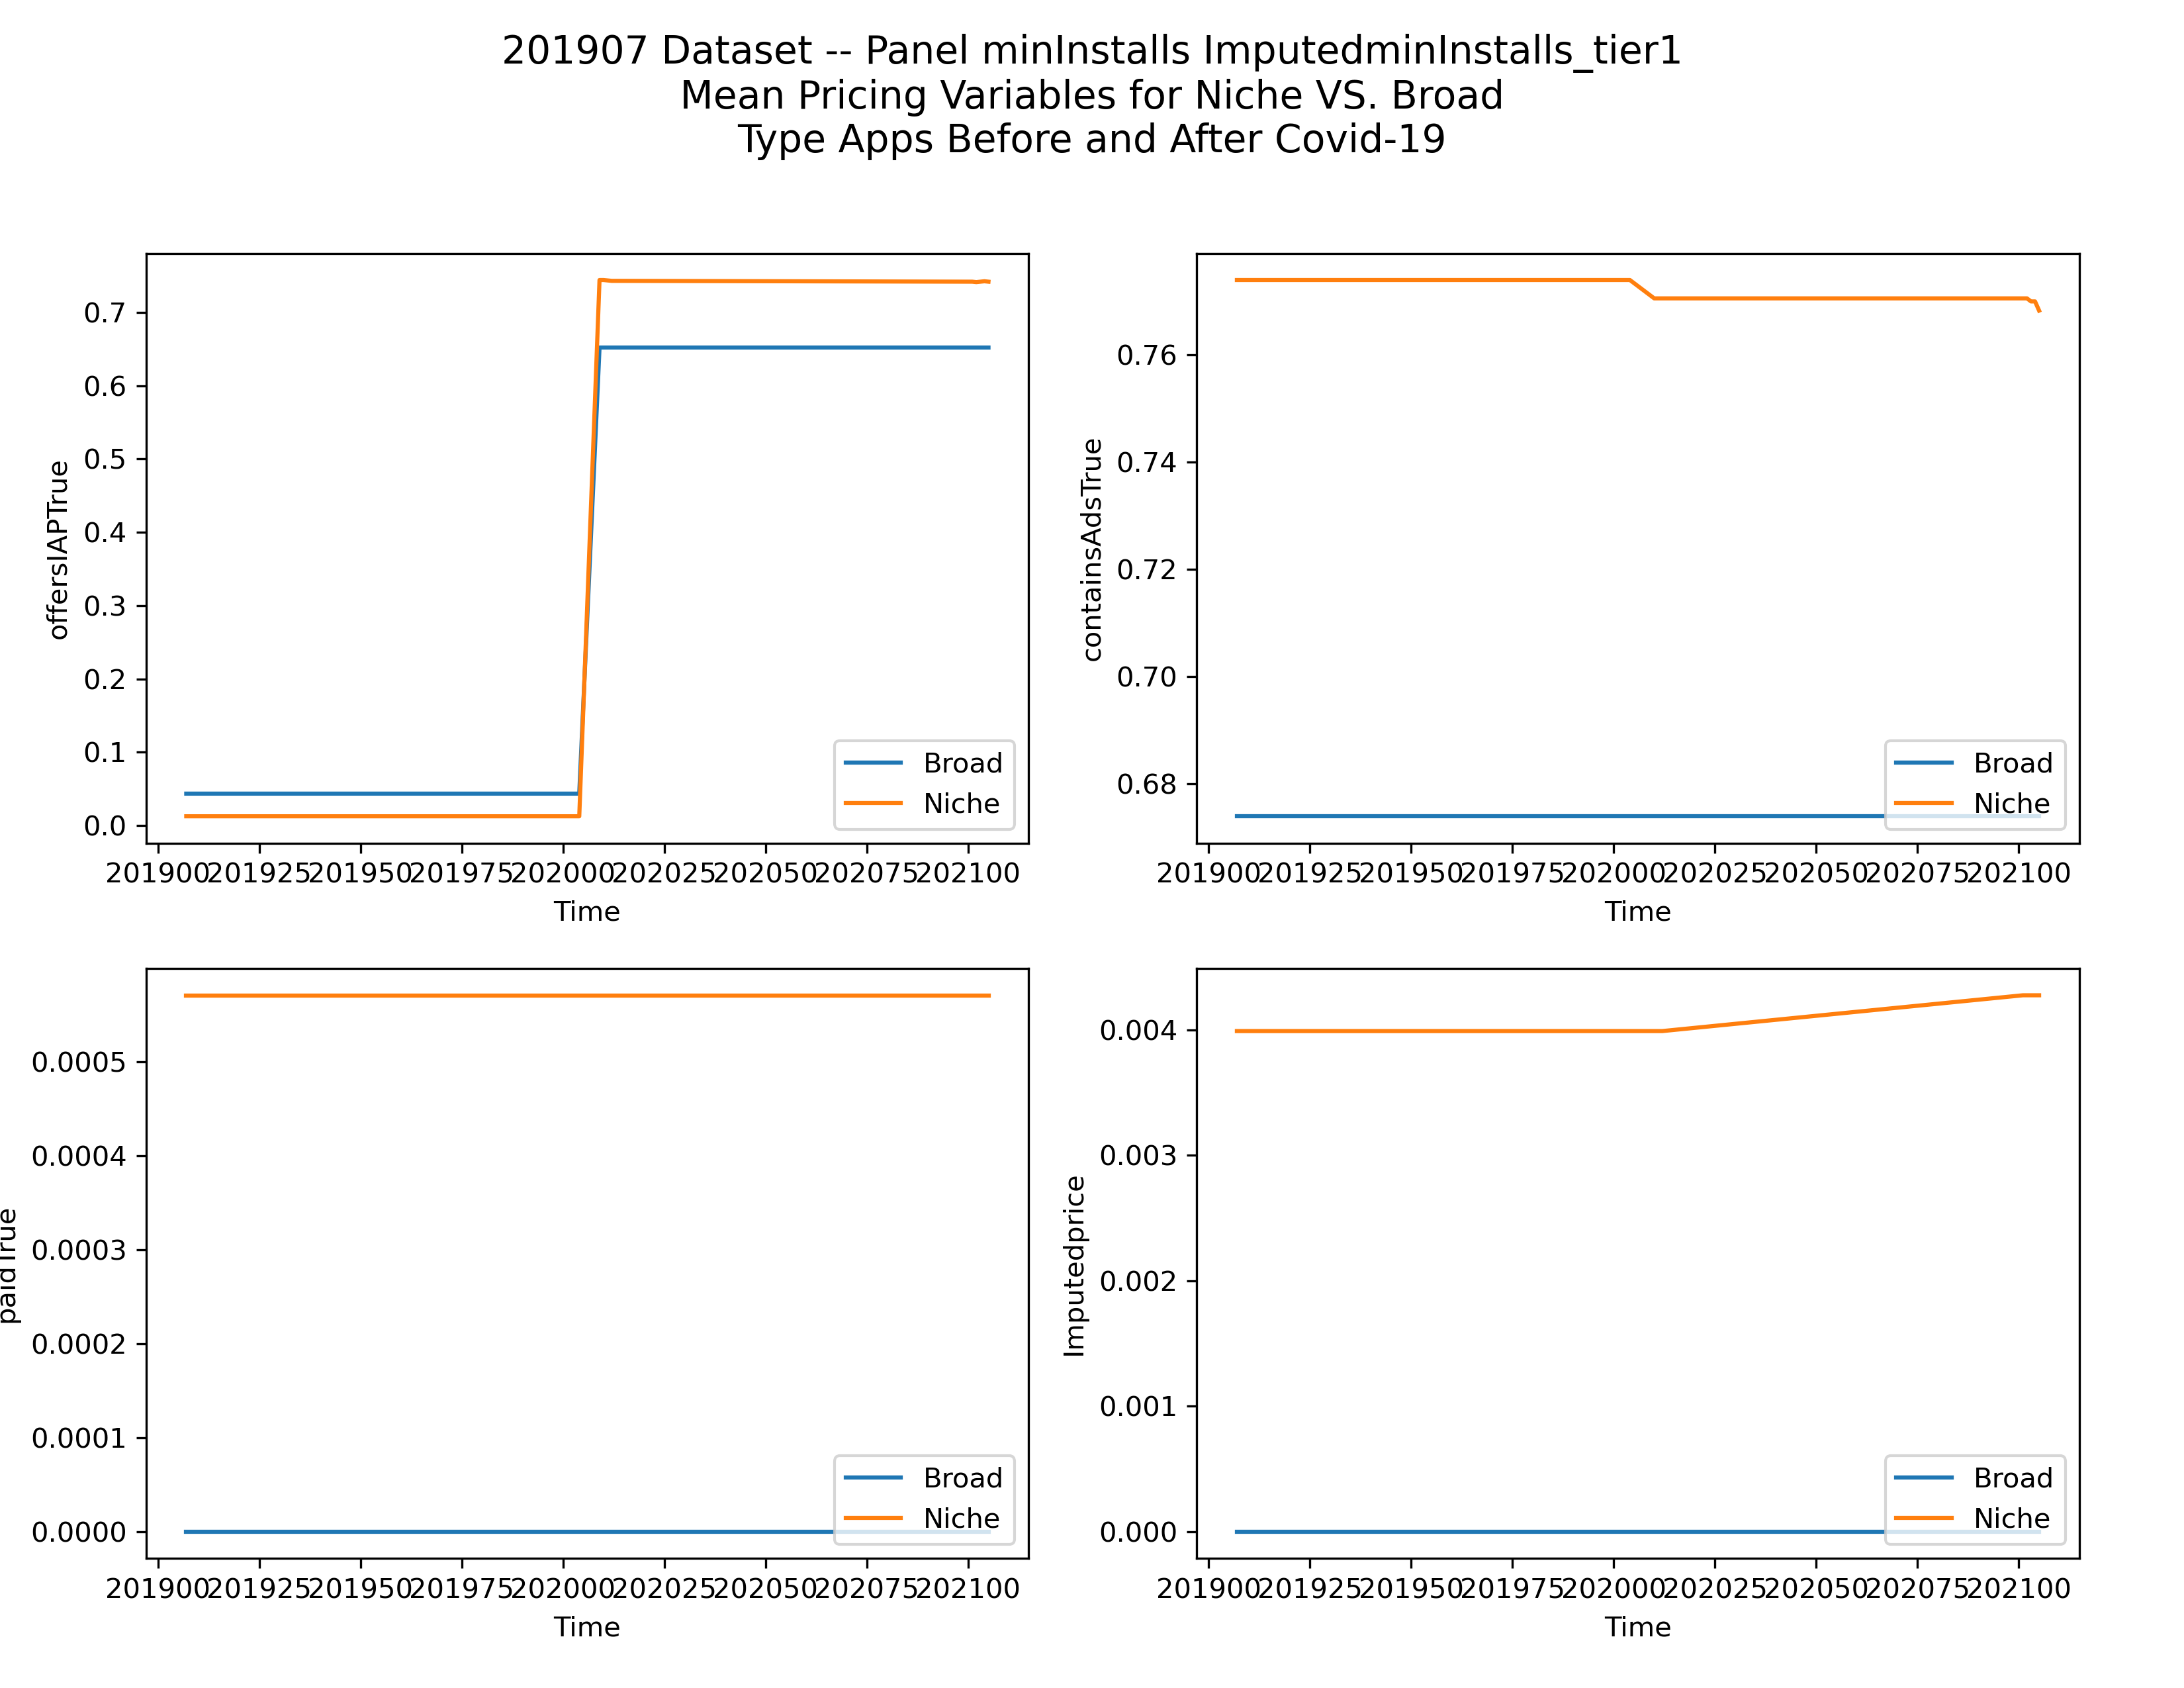 201907 Dataset -- Panel minInstalls ImputedminInstalls_tier1
Mean Pricing Variables for Niche VS. Broad
Type Apps Before and After Covid-19
offersIAPTrue
0.7
0.6
0.5
0.4
0.3
0.2
0.1
0.0
Broad
Niche
201900 201925 201950 201975 202000 202025 202050 202075 202100
Time
containsAdsTrue
0.76
0.74
0.72
0.70
0.68
Broad
Niche
201900 201925 201950 201975 202000 202025 202050 202075 202100
Time
paidTrue
0.0005
0.0004
0.0003
0.0002
0.0001
0.0000
Broad
Niche
201900 201925 201950 201975 202000 202025 202050 202075 202100
Time
Imputedprice
0.004
0.003
0.002
0.001
0.000
Broad
Niche
201900 201925 201950 201975 202000 202025 202050 202075 202100
Time